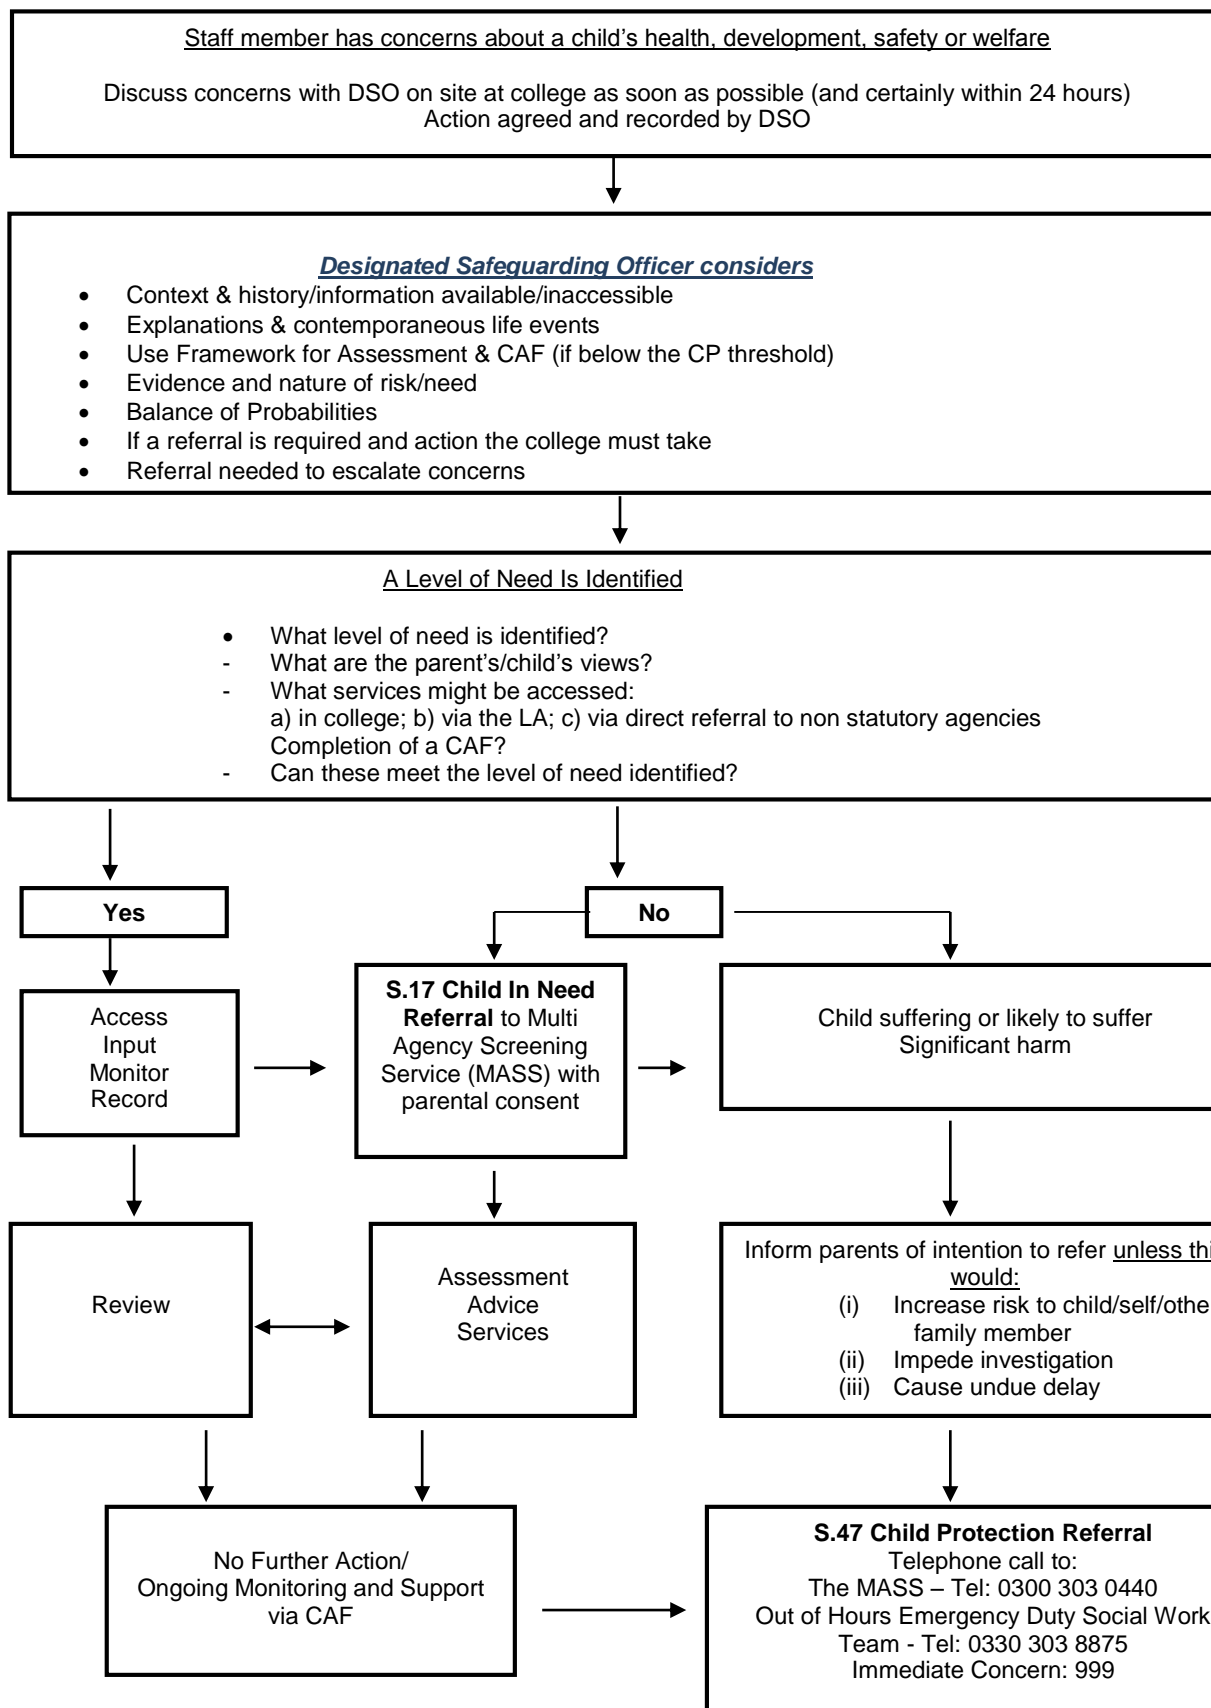 Staff member has concerns about a child's health, development, safety or welfare
Discuss concerns with DSO on site at college as soon as possible (and certainly within 24 hours)
Action agreed and recorded by DSO
Designated Safeguarding Officer considers
• Context & history/information available/inaccessible
• Explanations & contemporaneous life events
• Use Framework for Assessment & CAF (if below the CP threshold)
• Evidence and nature of risk/need
• Balance of Probabilities
• If a referral is required and action the college must take
• Referral needed to escalate concerns
A Level of Need Is Identified
• What level of need is identified?
- What are the parent's/child's views?
- What services might be accessed:
a) in college; b) via the LA; c) via direct referral to non statutory agencies
Completion of a CAF?
- Can these meet the level of need identified?
Yes
No
Access
Input
Monitor
Record
S.17 Child In Need
Referral to Multi
Agency Screening
Service (MASS) with
parental consent
Child suffering or likely to suffer
Significant harm
Review
Assessment
Advice
Services
Inform parents of intention to refer unless
would:
(i) Increase risk to child/self/othe
family member
(ii) Impede investigation
(iii) Cause undue delay
No Further Action/
Ongoing Monitoring and Support
via CAF
S.47 Child Protection Referral
Telephone call to:
The MASS – Tel: 0300 303 0440
Out of Hours Emergency Duty Social Work
Team - Tel: 0330 303 8875
Immediate Concern: 999